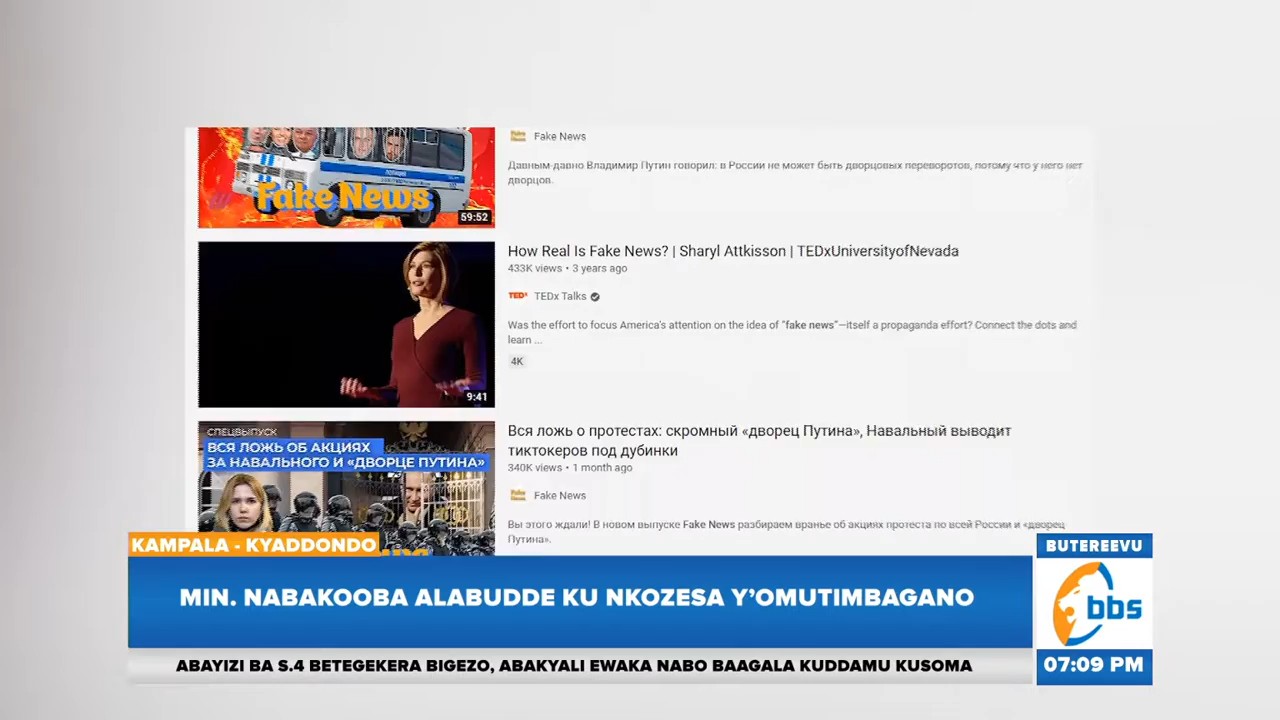 ПОЛИЦИЯ
Fake News
59:52
Fake News
Давным-давно Владимир Путин говорил: в России не может быть дворцовых переворотов, потому что у него нет
дворцов.
How Real Is Fake News? | Sharyl Attkisson | TEDxUniversityofNevada
433K views • 3 years ago
TEDx TEDx Talks
Was the effort to focus America's attention on the idea of "fake news"—itself a propaganda effort? Connect the dots and
learn ...
4K
9:41
СПЕЦВЫПУСК
ВСЯ ЛОЖЬ ОБ АКЦИЯХ
ЗА НАВАЛЬНОГО И «ДВОРЦЕ ПУТИНА»
Вся ложь о протестах: скромный «дворец Путина», Навальный выводит
тиктокеров под дубинки
340K views • 1 month ago
Fake News
Вы этого ждали! В новом выпуске Fake News разбираем вранье об акциях протеста по всей России и «дворец
Путина».
KAMPALA - KYADDONDO
MIN. NABAKOOBA ALABUDDE KU NKOZESA Y'OMUTIMBAGANO
ABAYIZI BA S.4 BETEGEKERA BIGEZO, ABAKYALI EWAKA NABO BAAGALA KUDDAMU KUSOMA
BUTEREEVU
bbs
07:09 PM